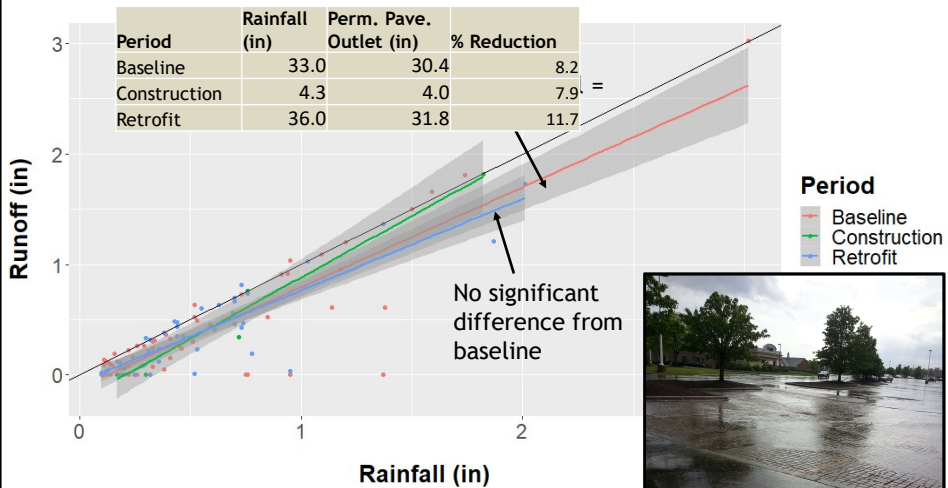 Rainfall Perm. Pave.
Period (in) Outlet (in) % Reduction
Baseline 33.0 30.4 8.2
Construction 4.3 4.0 7.9
Retrofit 36.0 31.8 11.7
=
3
2
1
0
Runoff (in)
0 1 2
Rainfall (in)
No significant
difference from
baseline
Period
Baseline
Construction
Retrofit